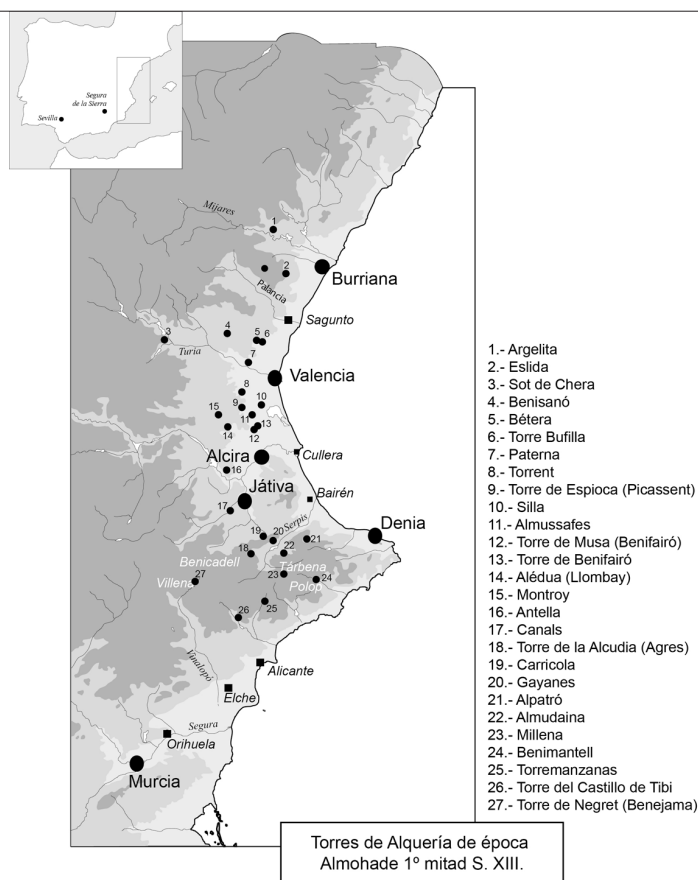 Segura
de la Sierra
Sevilla
Mijares
1
2
Burriana
Palancia
Sagunto
3
4
5
6
Turia
7
Valencia
8
9
10
15
11
14
13
12
Alcira
Cullera
16
Játiva
Bairén
17
Serpis
Denia
19
20
21
18
22
Benicadell
Tárbena
27
23
24
Villena
Polop
25
26
Vinalopó
Alicante
Elche
Segura
Orihuela
Murcia
1.- Argelita
2.- Eslida
3.- Sot de Chera
4.- Benisanó
5.- Bétera
6.- Torre Bufilla
7.- Paterna
8.- Torrent
9.- Torre de Espioca (Picassent)
10.- Silla
11.- Almussafes
12.- Torre de Musa (Benifairó)
13.- Torre de Benifairó
14.- Alédua (Llombay)
15.- Montroy
16.- Antella
17.- Canals
18.- Torre de la Alcudia (Agres)
19.- Carricola
20.- Gayanes
21.- Alpatró
22.- Almudaina
23.- Millena
24.- Benimantell
25.- Torremanzanas
26.- Torre del Castillo de Tibi
27.- Torre de Negret (Benejama)
Torres de Alquería de época
Almohade 1º mitad S. XIII.